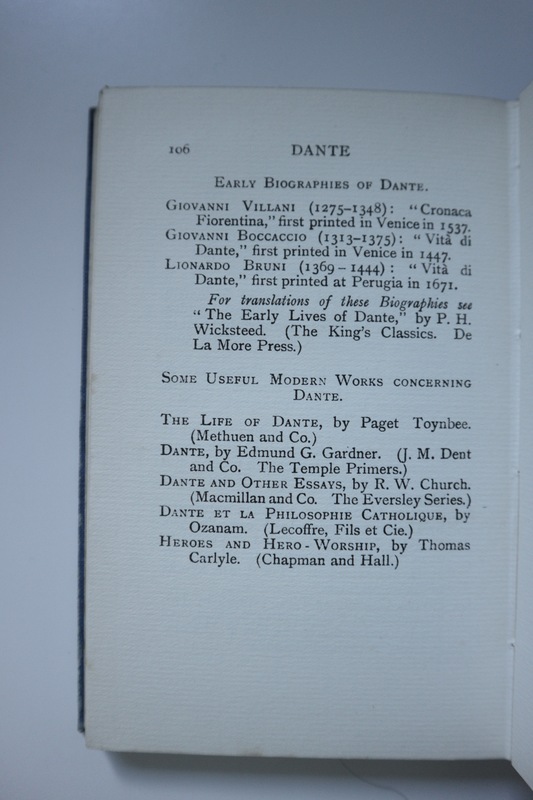 106 DANTE
EARLY BIOGRAPHIES OF DANTE.
GIOVANNI VILLANI (1275–1348): “Cronaca
Fiorentina,” first printed in Venice in 1537.
GIOVANNI BOCCACCIO (1313–1375): “Vità di
Dante,” first printed in Venice in 1447.
LIONARDO BRUNI (1369–1444): “Vità di
Dante,” first printed at Perugia in 1671.
For translations of these Biographies see
“The Early Lives of Dante,” by P. H.
Wicksteed. (The King’s Classics. De
La More Press.)
SOME USEFUL MODERN WORKS CONCERNING
DANTE.
THE LIFE OF DANTE, by Paget Toynbee.
(Methuen and Co.)
DANTE, by Edmund G. Gardner. (J. M. Dent
and Co. The Temple Primers.)
DANTE AND OTHER ESSAYS, by R. W. Church.
(Macmillan and Co. The Eversley Series.)
DANTE ET LA PHILOSOPHIE CATHOLIQUE, by
Ozanam. (Lecoffre, Fils et Cie.)
HEROES AND HERO-WORSHIP, by Thomas
Carlyle. (Chapman and Hall.)